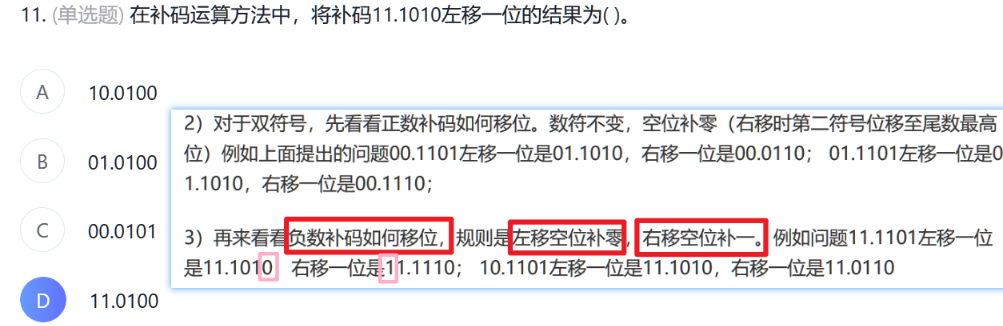 11. (单选题) 在补码运算方法中，将补码11.1010左移一位的结果为( )。
A 10.0100
B 01.0100
C 00.0101
D 11.0100
2）对于双符号，先看看正数补码如何移位。数符不变，空位补零（右移时第二符号位移至尾数最高
位）例如上面提出的问题00.1101左移一位是01.1010，右移一位是00.0110； 01.1101左移一位是0
1.1010，右移一位是00.1110；
3）再来看看负数补码如何移位，规则是左移空位补零，右移空位补一。例如问题11.1101左移一位
是11.1010 右移一位是11.1110； 10.1101左移一位是11.1010，右移一位是11.0110